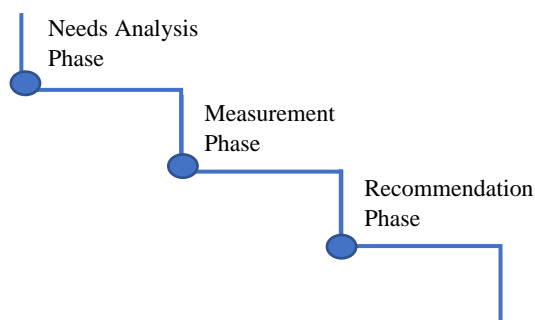 Needs Analysis
Phase
Measurement
Phase
Recommendation
Phase